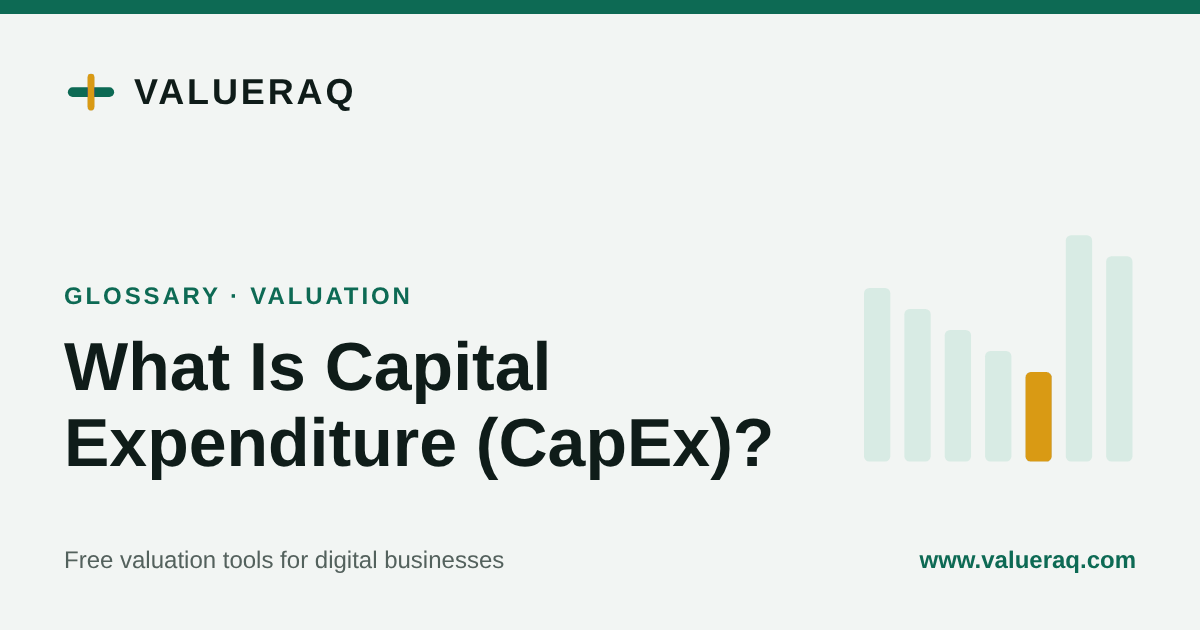 VALUERAQ
GLOSSARY · VALUATION
What Is Capital
Expenditure (CapEx)?
Free valuation tools for digital businesses
www.valueraq.com